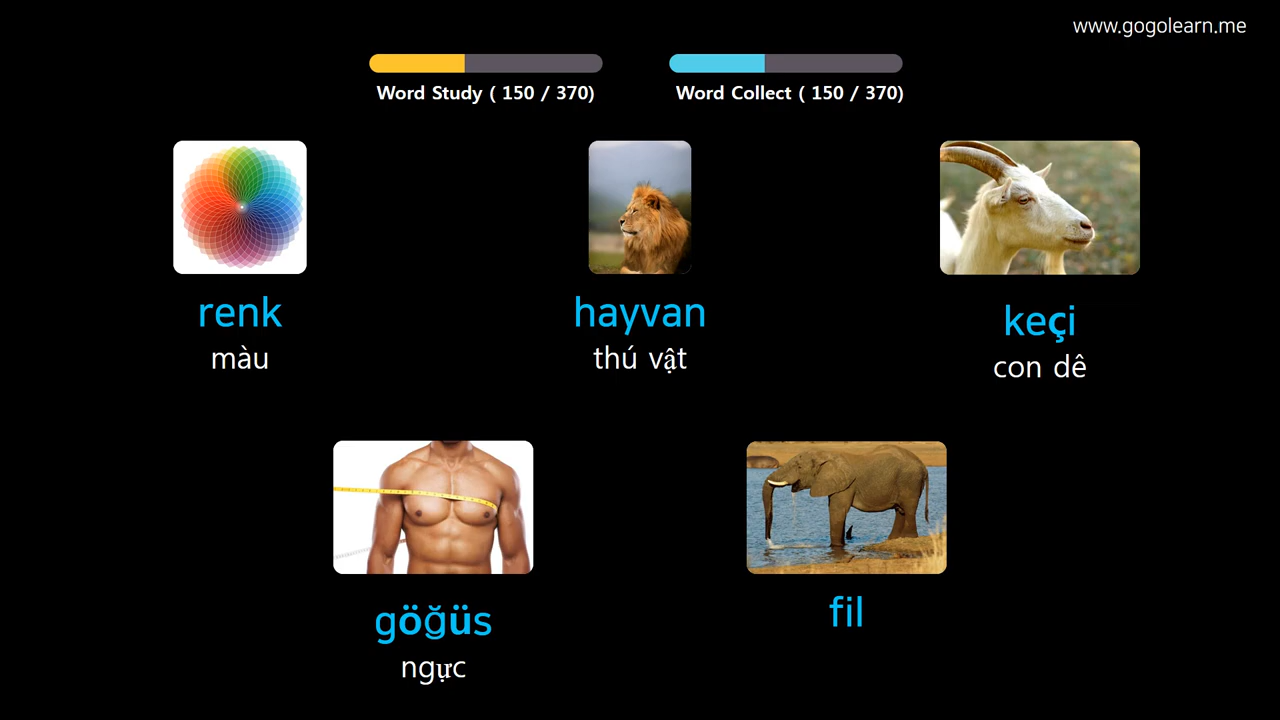 www.gogolearn.me
Word Study ( 150 / 370)
Word Collect ( 150 / 370)
renk
màu
hayvan
thú vật
keçi
con dê
göğüs
ngực
fil